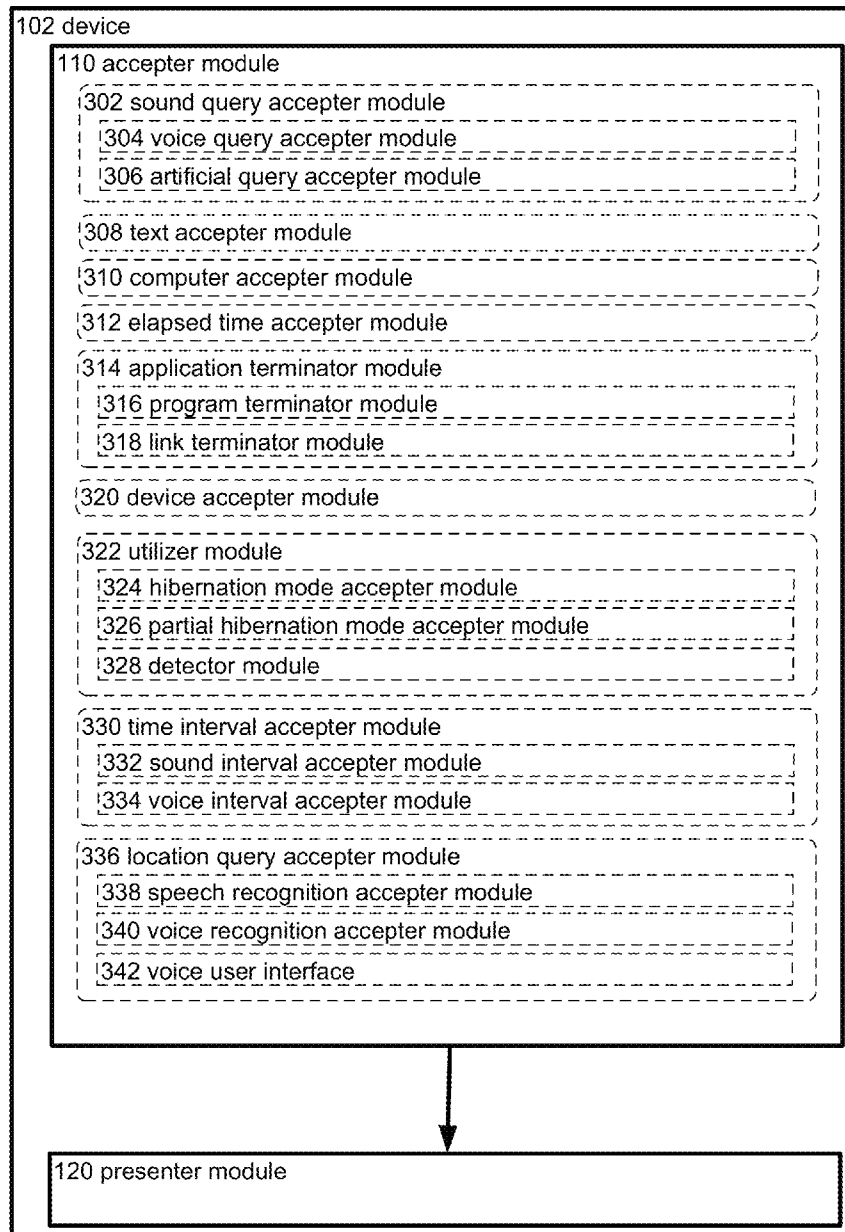 102 device
110 accepter module
302 sound query accepter module
304 voice query accepter module
306 artificial query accepter module
308 text accepter module
310 computer accepter module
312 elapsed time accepter module
314 application terminator module
316 program terminator module
318 link terminator module
320 device accepter module
322 utilizer module
324 hibernation mode accepter module
326 partial hibernation mode accepter module
328 detector module
330 time interval accepter module
332 sound interval accepter module
334 voice interval accepter module
336 location query accepter module
338 speech recognition accepter module
340 voice recognition accepter module
342 voice user interface
120 presenter module